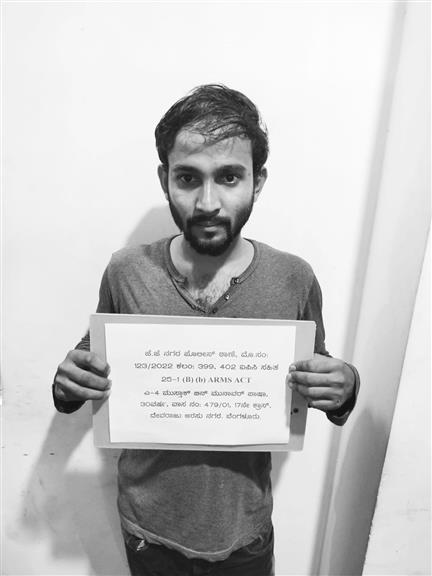 ಜೆ.ಜೆ ನಗರ ಪೊಲೀಸ್ ಠಾಣೆ, ಮೊ.ಸಂ:
123/2022 ಕಲಂ: 399, 402 ಐಪಿಸಿ ಸಹಿತ
25-1 (B) (b) ARMS ACT
ಎ-4 ಮುಸ್ತಾಕ್ ಬಿನ್ ಮುನಾವರ್ ಪಾಷಾ,
30ವರ್ಷ, ವಾಸ ನಂ: 479/01, 17ನೇ ಕ್ರಾಸ್,
ದೇವರಾಜು ಅರಸು ನಗರ, ಬೆಂಗಳೂರು.